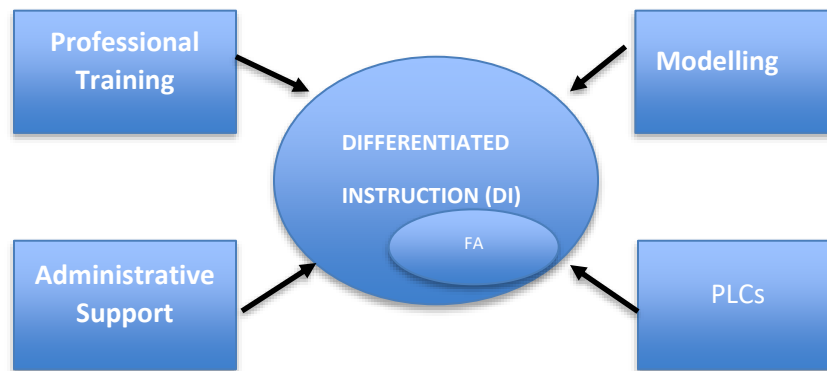 Professional
Training
Modelling
DIFFERENTIATED
INSTRUCTION (DI)
FA
Administrative
Support
PLCs